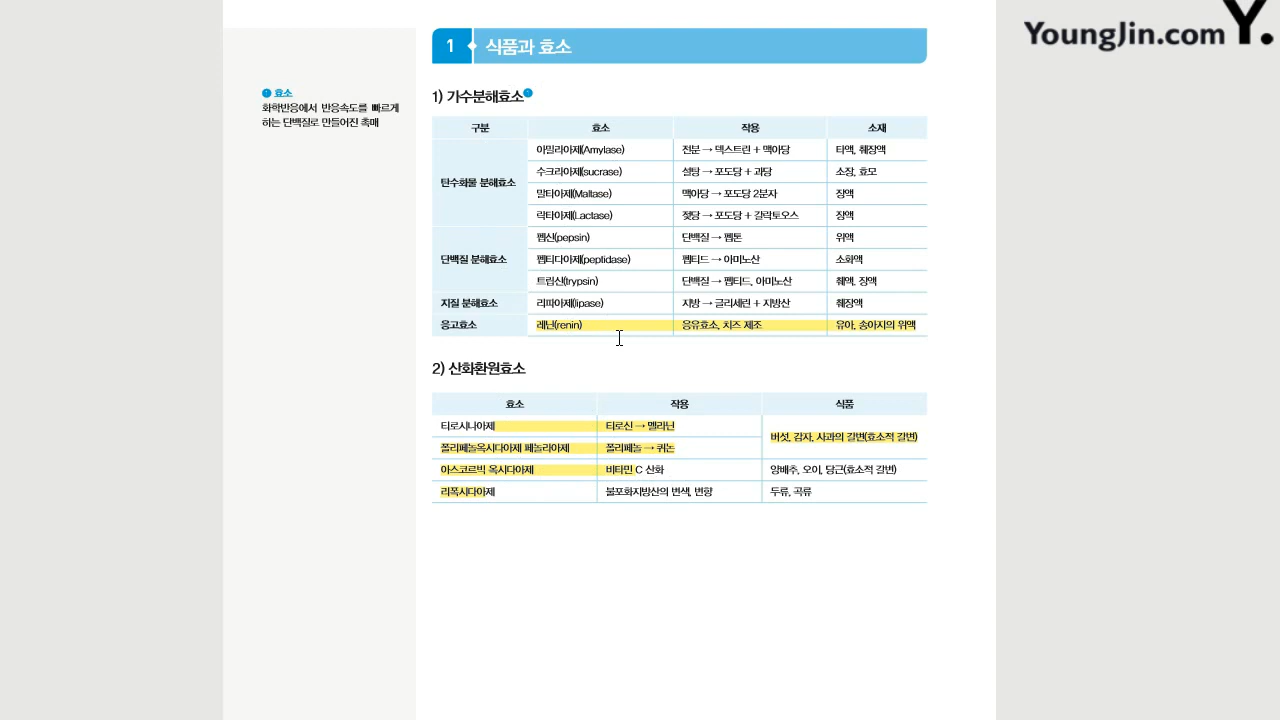 YoungJin.com Y.
1 식품과 효소
❶ 효소
화학반응에서 반응속도를 빠르게
하는 단백질로 만들어진 촉매
1) 가수분해효소❶
구분 효소 작용 소재
탄수화물 분해효소
아밀라아제(Amylase) 전분 → 덱스트린 + 맥아당 타액, 췌장액
수크라아제(sucrase) 설탕 → 포도당 + 과당 소장, 효모
말타아제(Maltase) 맥아당 → 포도당 2분자 장액
락타아제(Lactase) 젖당 → 포도당 + 갈락토오스 장액
단백질 분해효소
펩신(pepsin) 단백질 → 펩톤 위액
펩티다아제(peptidase) 펩티드 → 아미노산 소화액
트립신(trypsin) 단백질 → 펩티드, 아미노산 췌액, 장액
지질 분해효소 리파아제(lipase) 지방 → 글리세린 + 지방산 췌장액
응고효소 레닌(renin) 응유효소, 치즈 제조 유아, 송아지의 위액
2) 산화환원효소
효소 작용 식품
티로시나아제 티로신 → 멜라닌
버섯, 감자, 사과의 갈변(효소적 갈변)
폴리페놀옥시다아제 페놀라아제 폴리페놀 → 퀴논
아스코르빅 옥시다아제 비타민 C 산화 양배추, 오이, 당근(효소적 갈변)
리폭시다아제 불포화지방산의 변색, 변향 두류, 곡류